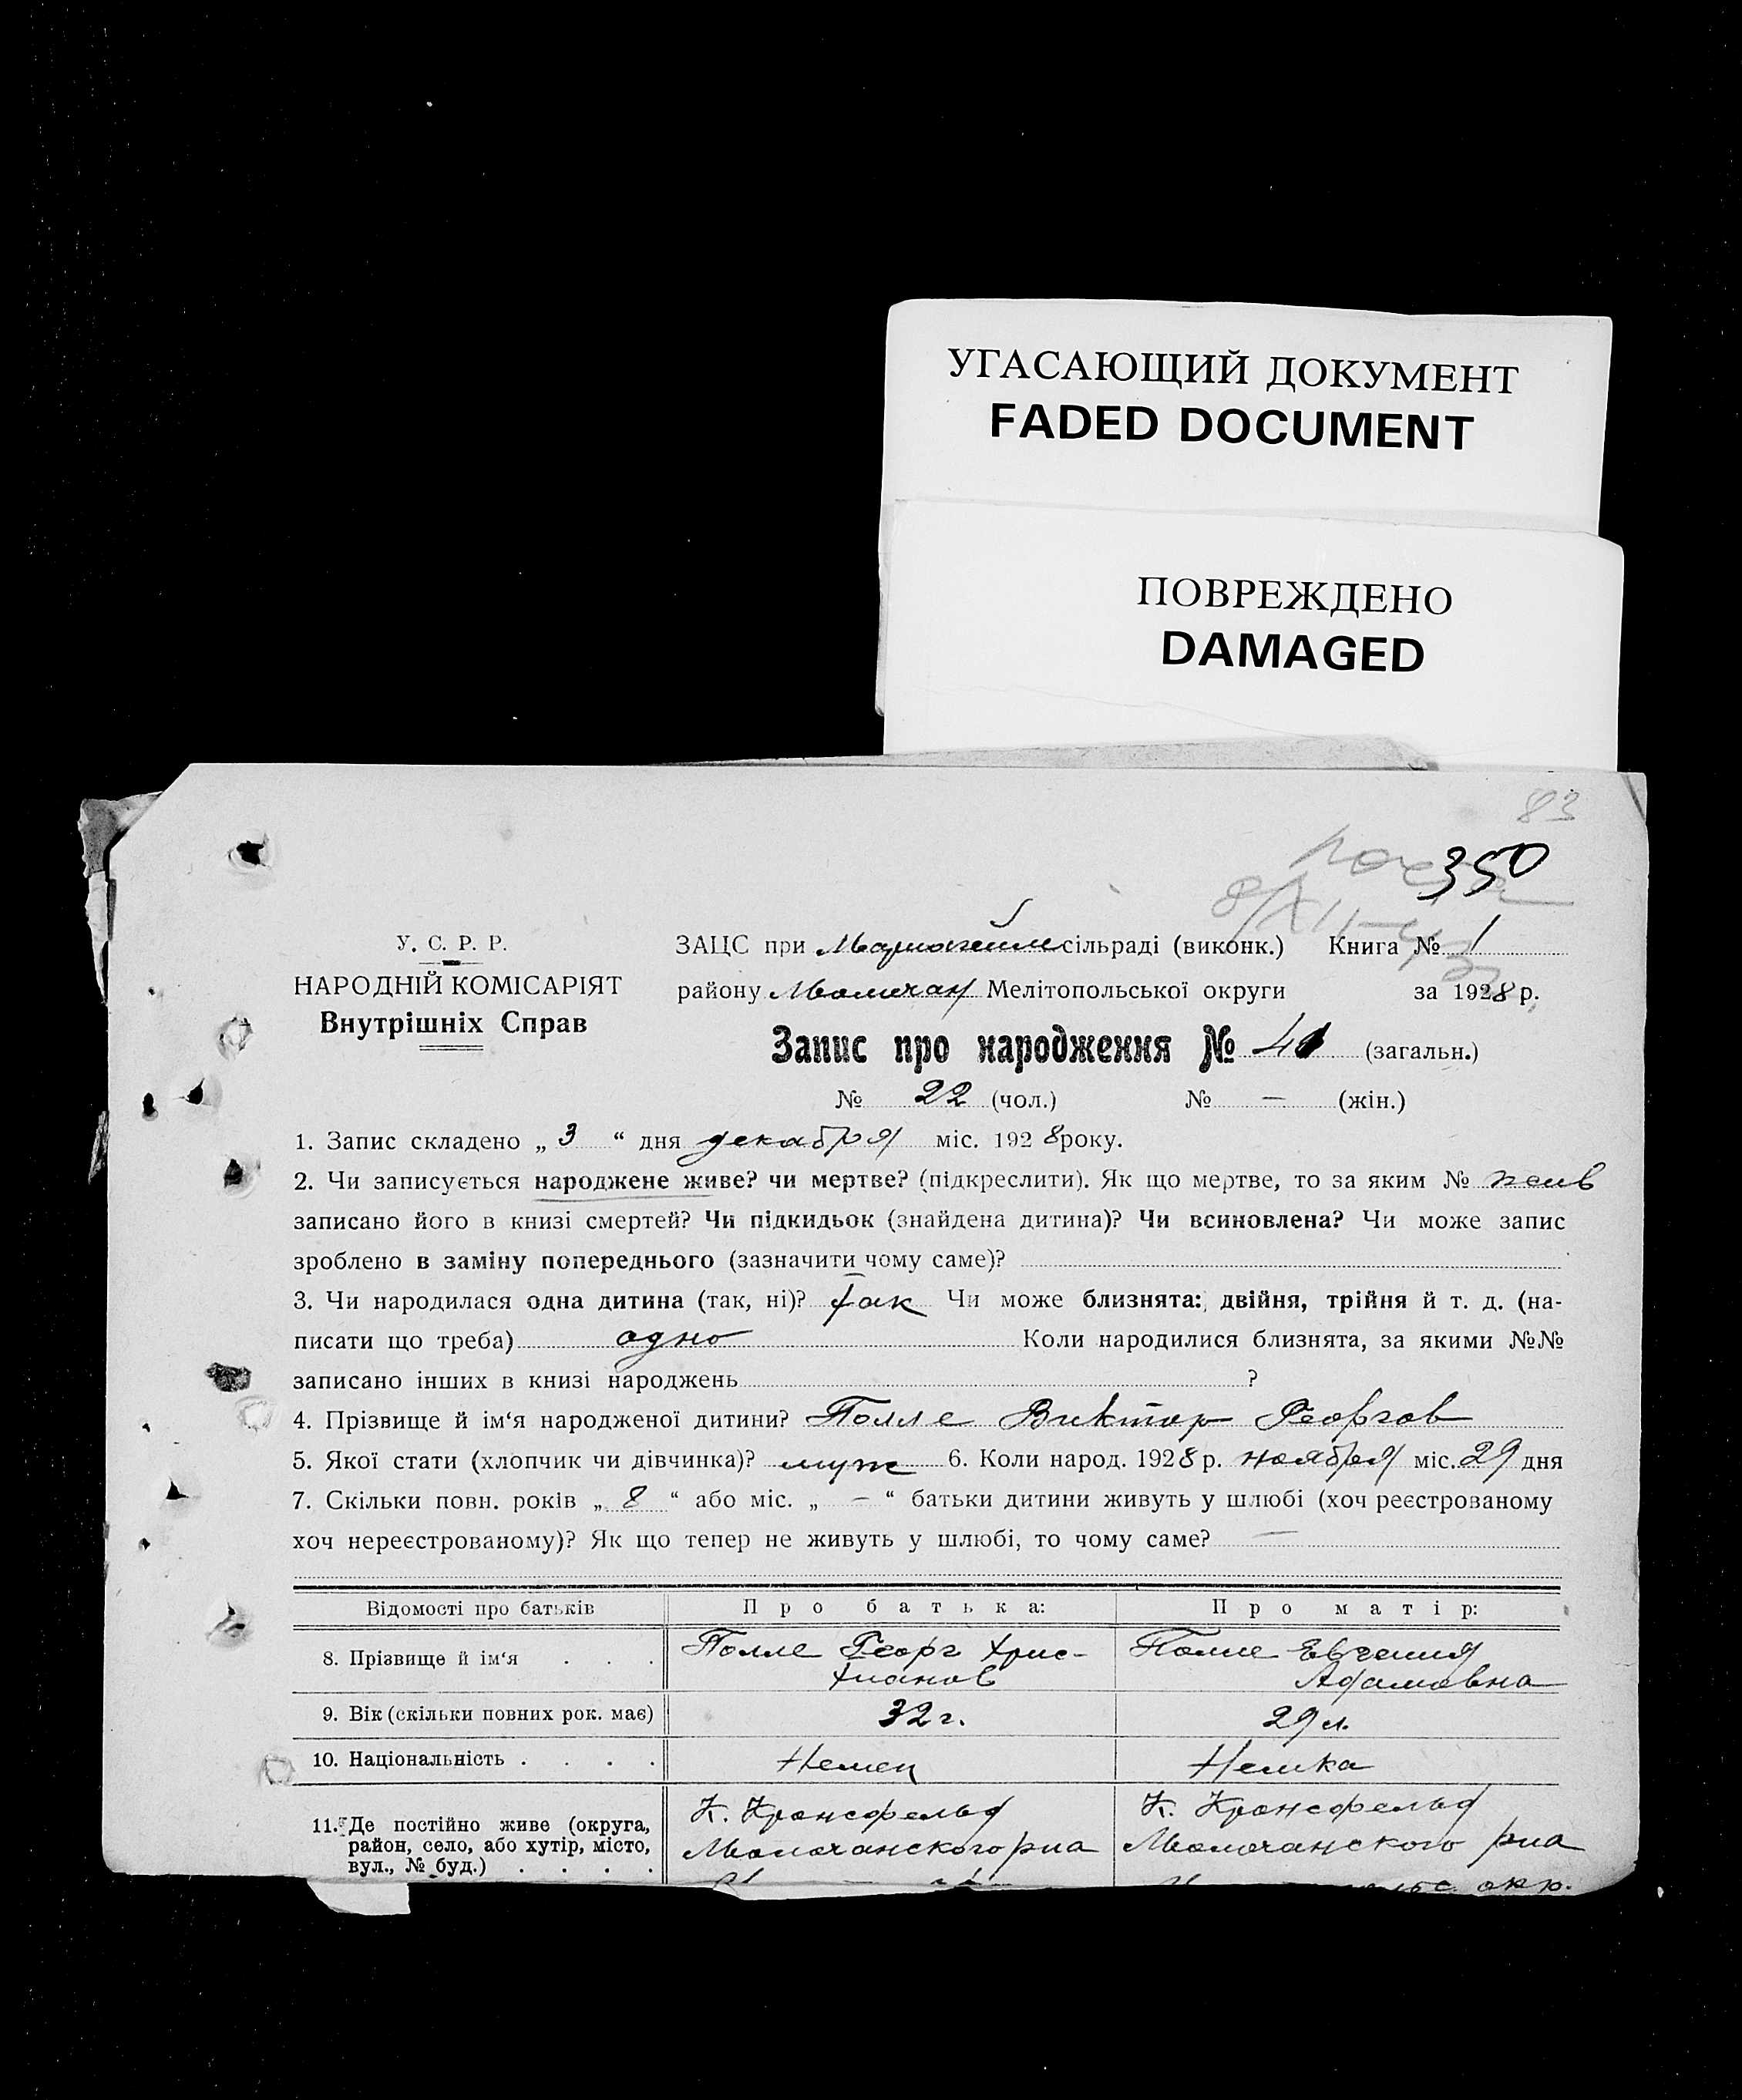 УГАСАЮЩИЙ ДОКУМЕНТ
FADED DOCUMENT
ПОВРЕЖДЕНО
DAMAGED
83
350
У. С. Р. Р.
НАРОДНІЙ КОМІСАРІЯТ
Внутрішніх Справ
ЗАЦС при сільраді (виконк.) Книга № 1
району Молочан Мелітопольської округи за 1928 р.
Запис про народження № 41 (загальн.)
№ 22 (чол.) № — (жін.)
1. Запис складено „ 3 “ дня декабря міс. 1928 року.
2. Чи записується народжене живе? чи мертве? (підкреслити). Як що мертве, то за яким № жив
записано його в книзі смертей? Чи підкидьок (знайдена дитина)? Чи всиновлена? Чи може запис
зроблено в заміну попереднього (зазначити чому саме)?
3. Чи народилася одна дитина (так, ні)? так Чи може близнята: двійня, трійня й т. д. (на-
писати що треба) одно Коли народилися близнята, за якими №№
записано інших в книзі народжень ?
4. Прізвище й ім‘я народженої дитини? Полле Виктор Георгов
5. Якої стати (хлопчик чи дівчинка)? муж 6. Коли народ. 1928 р. ноября міс. 29 дня
7. Скільки повн. років „ 8 “ або міс. „ — “ батьки дитини живуть у шлюбі (хоч реєстрованому
хоч нереєстрованому)? Як що тепер не живуть у шлюбі, то чому саме? —
Відомості про батьків Про батька: Про матір:
8. Прізвище й ім‘я . . . Полле Георг Хрис-
тианов
Полле Евгения
Адамовна
9. Вік (скільки повних рок. має) 32 г. 29 л.
10. Національність . . . . Немец Немка
11. Де постійно живе (округа,
район, село, або хутір, місто,
вул., № буд.) . . . .
К. Кронсфельд
Молочанского р-на
К. Кронсфельд
Молочанского р-на
окр.